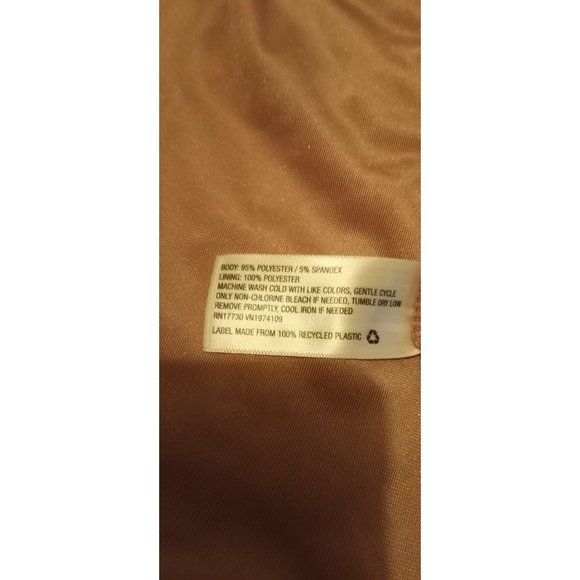 BODY: 95% POLYESTER / 5% SPANDEX
LINING: 100% POLYESTER
MACHINE WASH COLD WITH LIKE COLORS, GENTLE CYCLE
ONLY NON-CHLORINE BLEACH IF NEEDED, TUMBLE DRY LOW
REMOVE PROMPTLY, COOL IRON IF NEEDED
RN17730 VN1974109
LABEL MADE FROM 100% RECYCLED PLASTIC